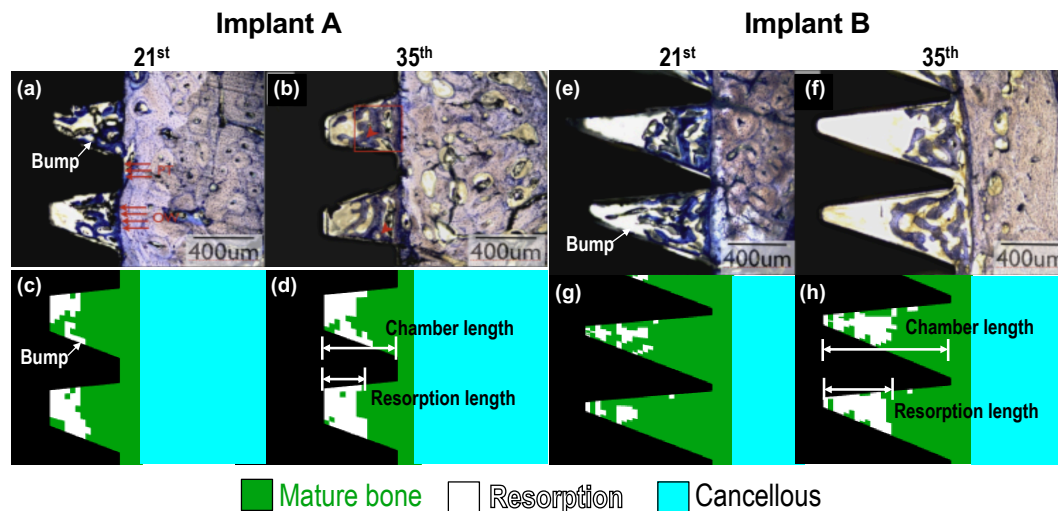 Implant A
Implant B
21st
35th
21st
35th
(a)
Bump
400um
(b)
400um
(e)
Bump
400um
(f)
400um
(c)
Bump
(d)
Chamber length
Resorption length
(g)
(h)
Chamber length
Resorption length
Mature bone
Resorption
Cancellous